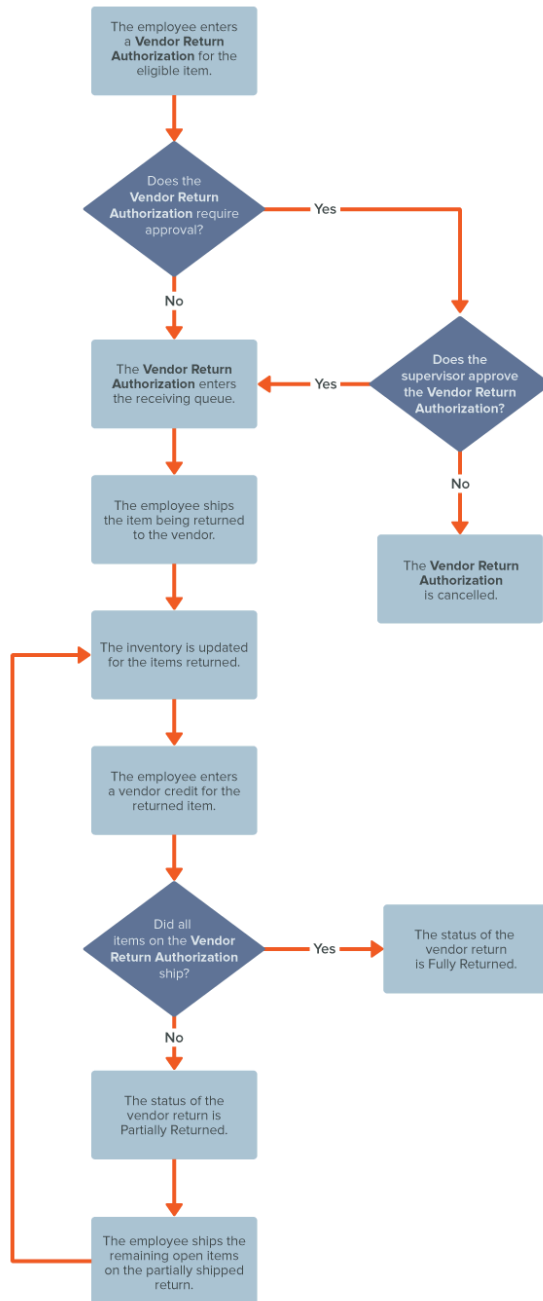 The employee enters
a Vendor Return
Authorization for the
eligible item.
Does the
Vendor Return
Authorization require
approval?
Yes
No
The Vendor Return
Authorization enters
the receiving queue.
Yes
Does the
supervisor approve
the Vendor Return
Authorization?
No
The employee ships
the item being returned
to the vendor.
The Vendor Return
Authorization
is cancelled.
The inventory is updated
for the items returned.
The employee enters
a vendor credit for the
returned item.
Did all
items on the Vendor
Return Authorization
ship?
Yes
The status of the
vendor return
is Fully Returned.
No
The status of the
vendor return is
Partially Returned.
The employee ships the
remaining open items
on the partially shipped
return.